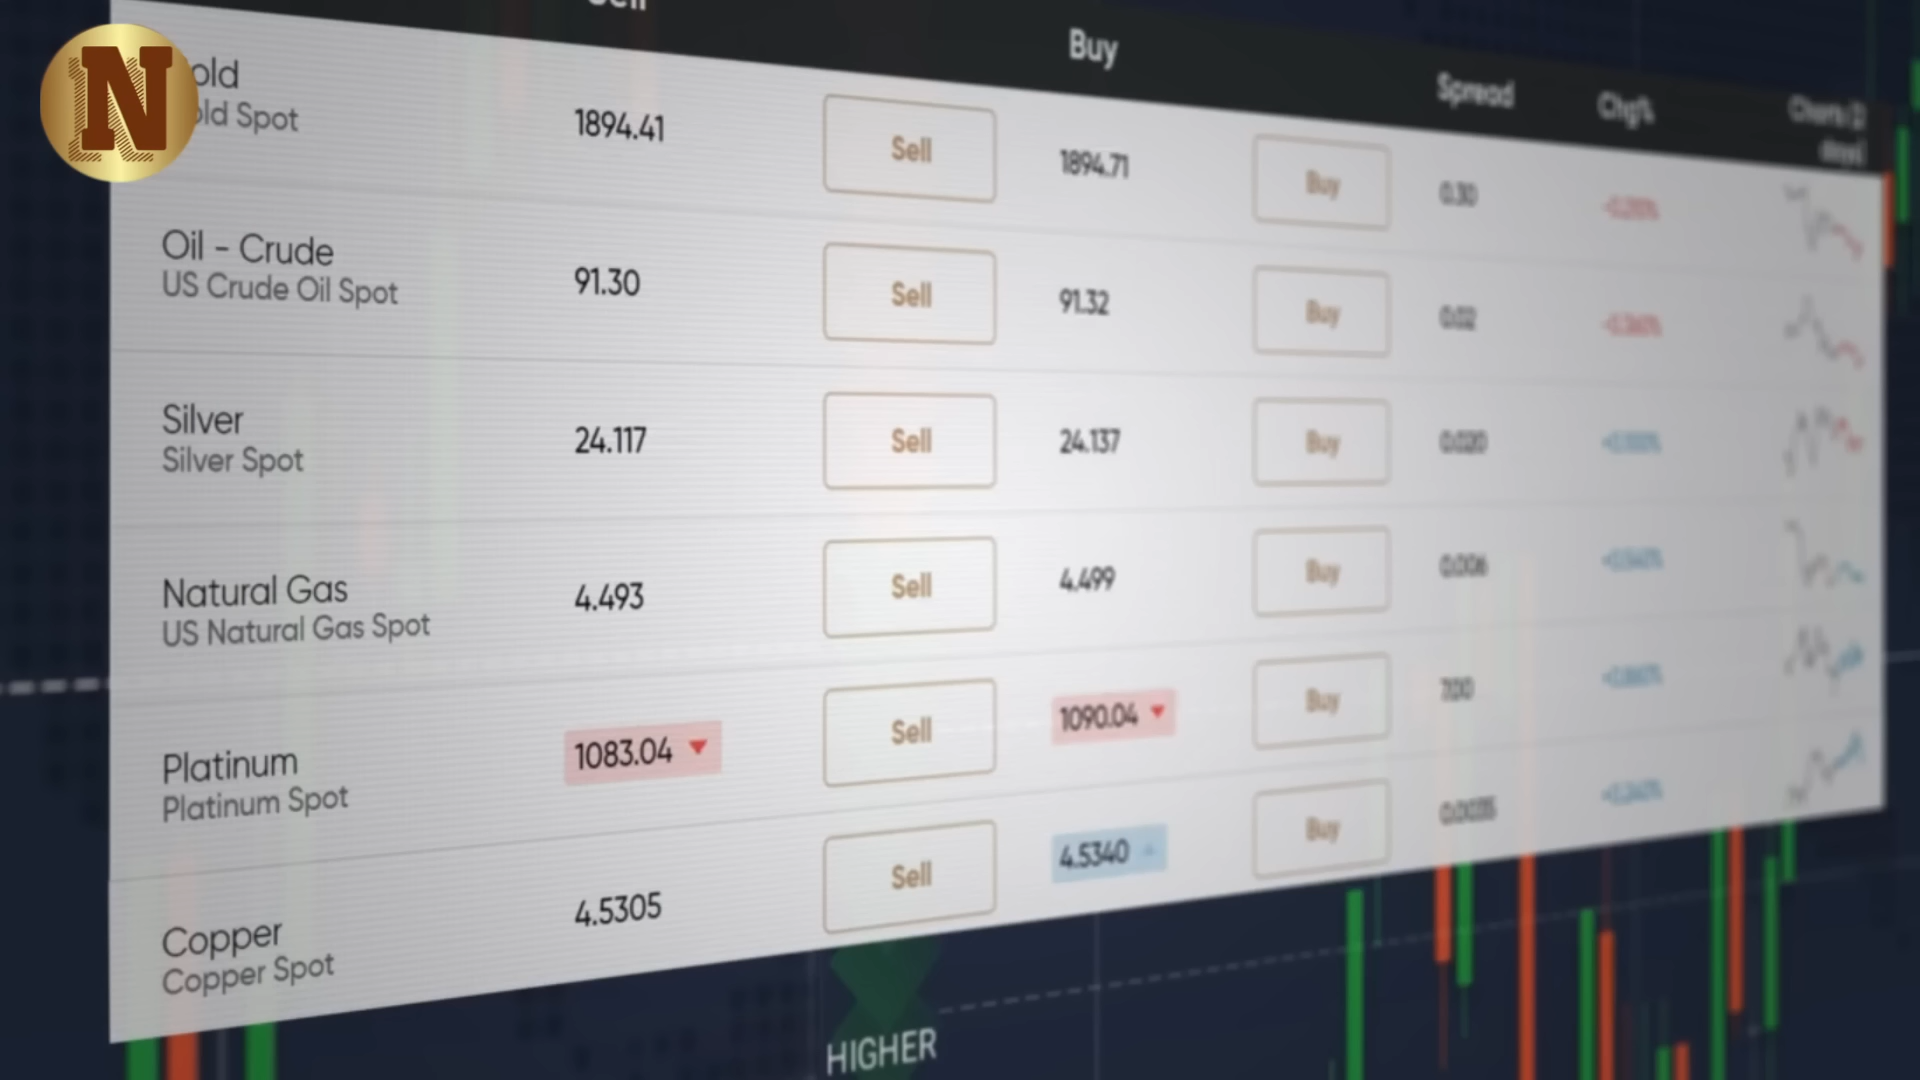 N
Buy
Spread
Chg%
old
old Spot
1894.41
Sell
1894.71
Buy
0.30
Oil - Crude
US Crude Oil Spot
91.30
Sell
91.32
Buy
0.02
Silver
Silver Spot
24.117
Sell
24.137
Buy
0.020
Natural Gas
US Natural Gas Spot
4.493
Sell
4.499
Buy
0.006
Platinum
Platinum Spot
1083.04
Sell
1090.04
Buy
7.00
Copper
Copper Spot
4.5305
Sell
4.5340
Buy
0.0035
HIGHER